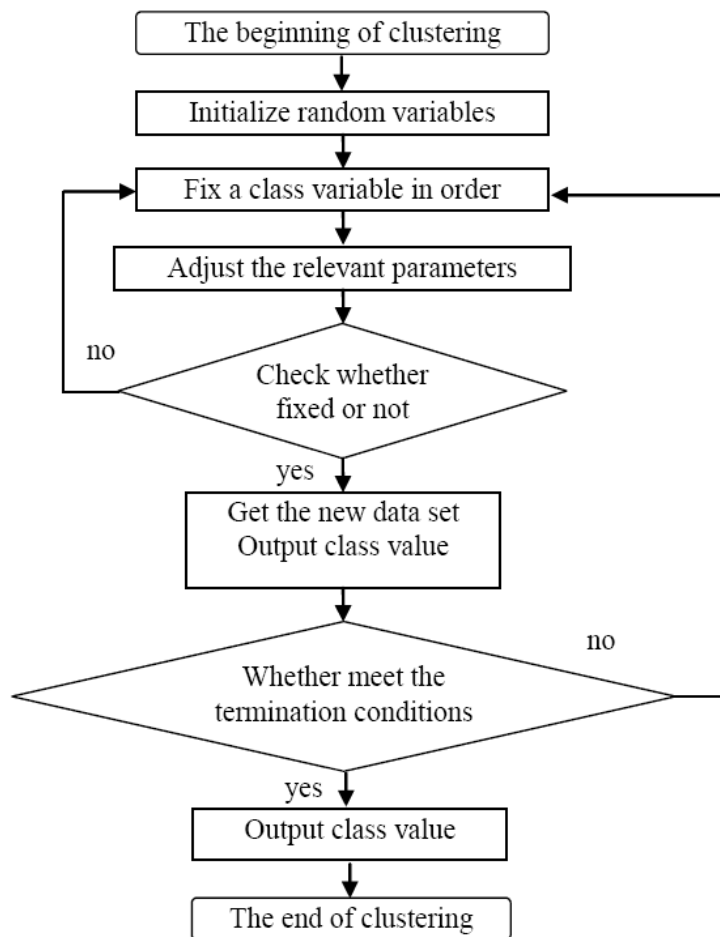 The beginning of clustering
Initialize random variables
Fix a class variable in order
Adjust the relevant parameters
no
Check whether
fixed or not
yes
Get the new data set
Output class value
no
Whether meet the
termination conditions
yes
Output class value
The end of clustering